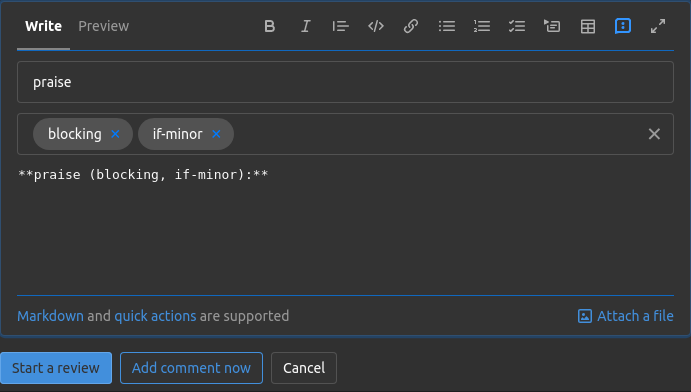 Write Preview
praise
blocking × if-minor ×
**praise (blocking, if-minor):**
Markdown and quick actions are supported Attach a file
Start a review Add comment now Cancel